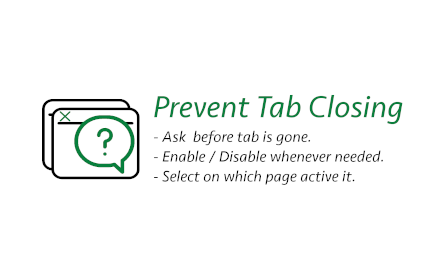 Prevent Tab Closing
- Ask before tab is gone.
- Enable / Disable whenever needed.
- Select on which page active it.
?